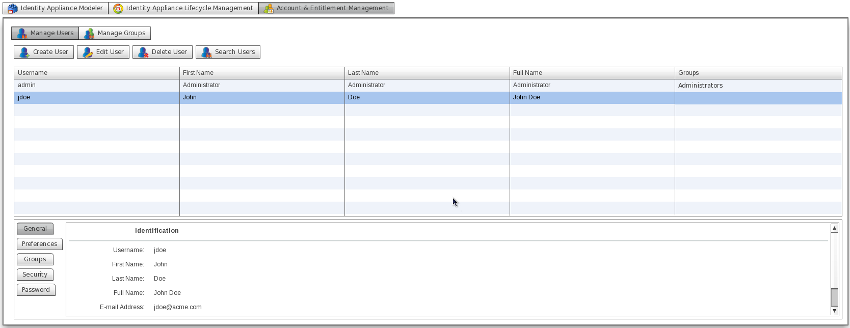 Identity Appliance Modeler Identity Appliance Lifecycle Management Account & Entitlement Management
Manage Users Manage Groups
Create User Edit User Delete User Search Users
Username First Name Last Name Full Name Groups
admin Administrator Administrator Administrator Administrators
jdoe John Doe John Doe
General Identification
Preferences Username: jdoe
Groups First Name: John
Security Last Name: Doe
Password Full Name: John Doe
E-mail Address: jdoe@acme.com